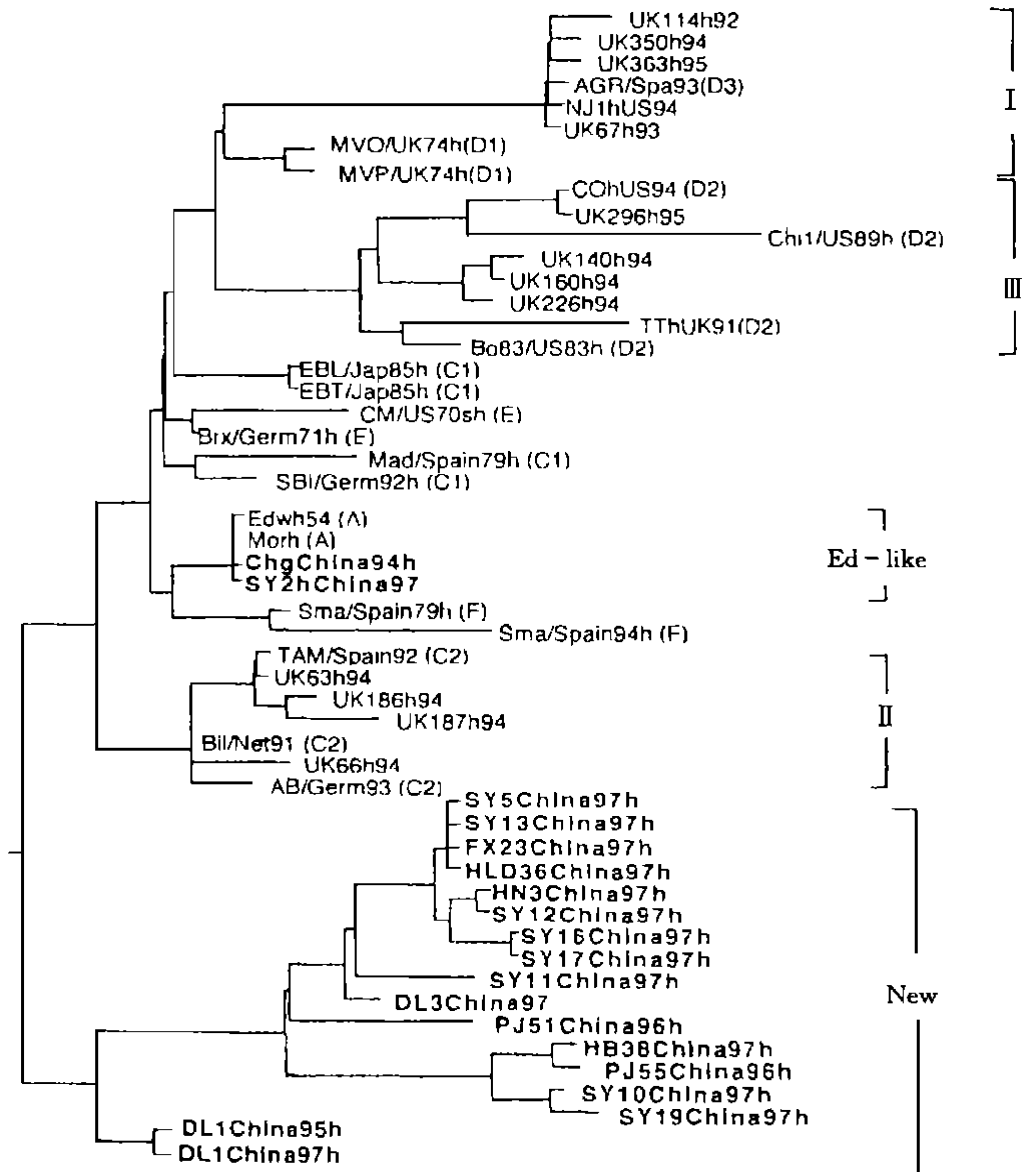 UK114h92
UK350h94
UK363h95
AGR/Spa93(D3)
NJ1hUS94
UK67h93
MVO/UK74h(D1)
MVP/UK74h(D1)
I
COhUS94 (D2)
UK296h95
Chi1/US89h (D2)
UK140h94
UK160h94
UK226h94
TThUK91(D2)
Bo83/US83h (D2)
III
EBL/Jap85h (C1)
EBT/Jap85h (C1)
CM/US70sh (E)
Brx/Germ71h (E)
Mad/Spain79h (C1)
SBl/Germ92h (C1)
Edwh54 (A)
Morh (A)
ChgChina94h
SY2hChina97
Ed-like
Sma/Spain79h (F)
Sma/Spain94h (F)
TAM/Spain92 (C2)
UK63h94
UK186h94
UK187h94
Bil/Net91 (C2)
UK66h94
AB/Germ93 (C2)
II
SY5China97h
SY13China97h
FX23China97h
HLD36China97h
HN3China97h
SY12China97h
SY16China97h
SY17China97h
SY11China97h
DL3China97
PJ51China96h
HB38China97h
PJ55China96h
SY10China97h
SY19China97h
DL1China95h
DL1China97h
New